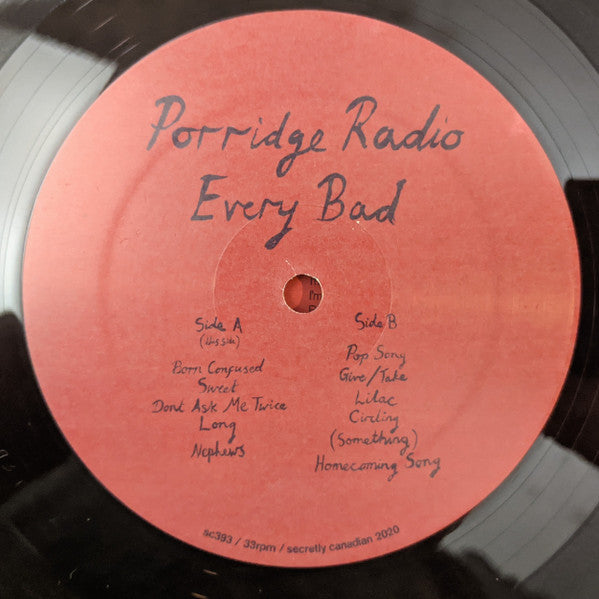 Porridge Radio
Every Bad
Side A
(this side)
Born Confused
Sweet
Dont Ask Me Twice
Long
Nephews
Side B
Pop Song
Give/Take
Lilac
Circling
(Something)
Homecoming Song
I'm
sc393 / 33rpm / secretly canadian 2020